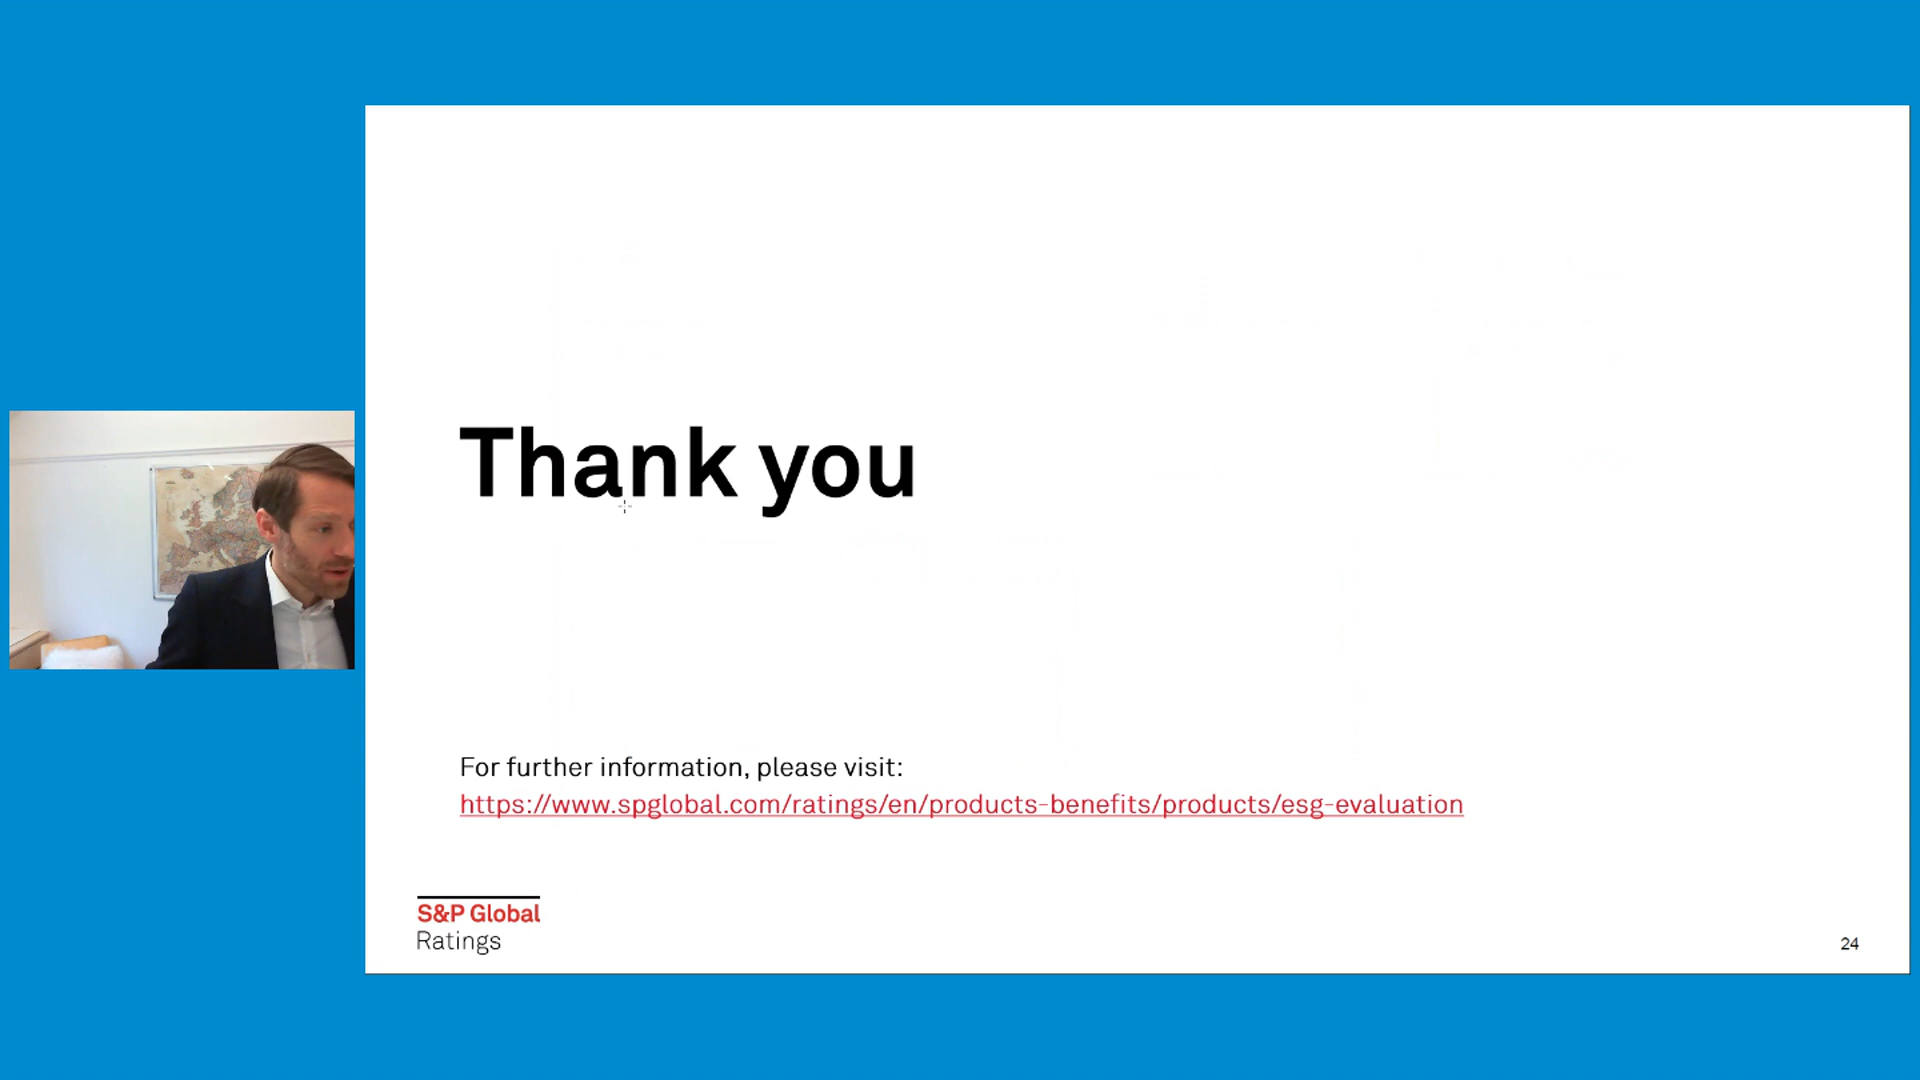 Thank you
For further information, please visit:
https://www.spglobal.com/ratings/en/products-benefits/products/esg-evaluation
S&P Global
Ratings
24